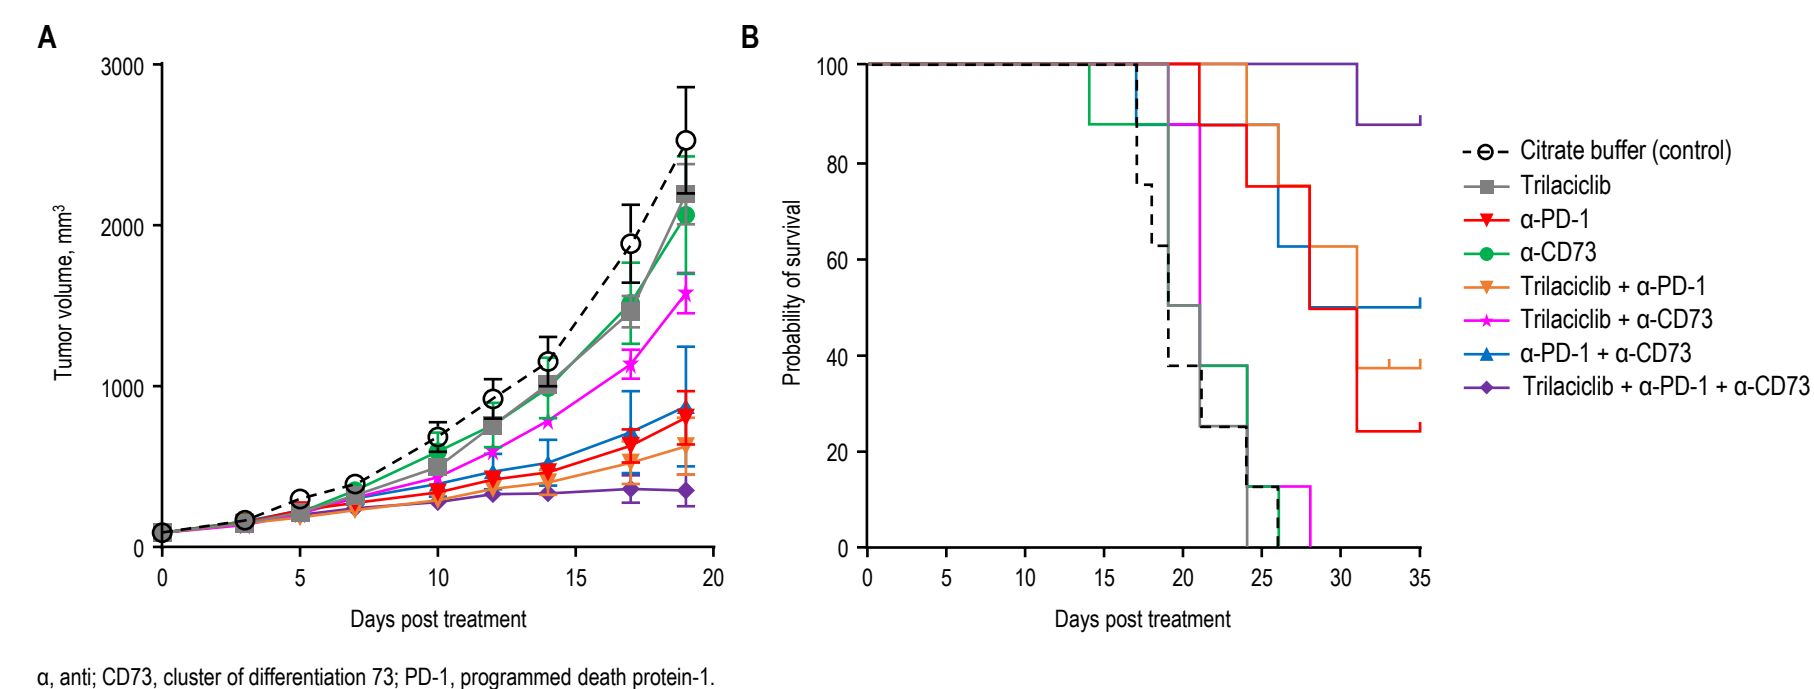 A
3000
2000
1000
0
Tumor volume, mm³
0 5 10 15 20
Days post treatment
B
100
80
60
40
20
0
Probability of survival
0 5 10 15 20 25 30 35
Days post treatment
Citrate buffer (control)
Trilaciclib
α-PD-1
α-CD73
Trilaciclib + α-PD-1
Trilaciclib + α-CD73
α-PD-1 + α-CD73
Trilaciclib + α-PD-1 + α-CD73
α, anti; CD73, cluster of differentiation 73; PD-1, programmed death protein-1.